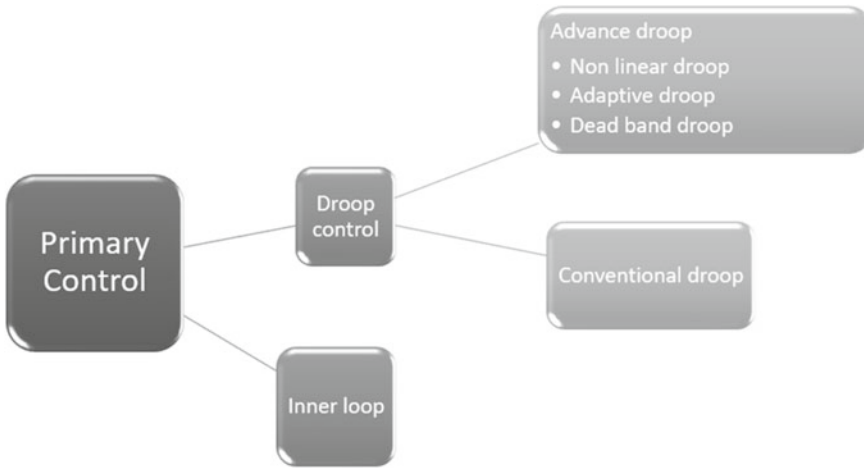 Primary
Control
Droop
control
Inner loop
Advance droop
• Non linear droop
• Adaptive droop
• Dead band droop
Conventional droop